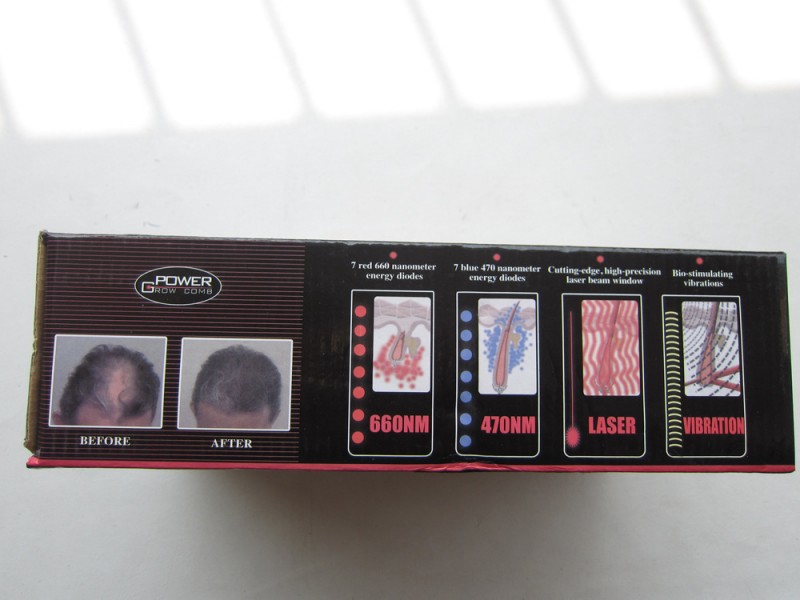 POWER
GROW COMB
BEFORE
AFTER
7 red 660 nanometer
energy diodes
660NM
7 blue 470 nanometer
energy diodes
470NM
Cutting-edge, high-precision
laser beam window
LASER
Bio-stimulating
vibrations
VIBRATION